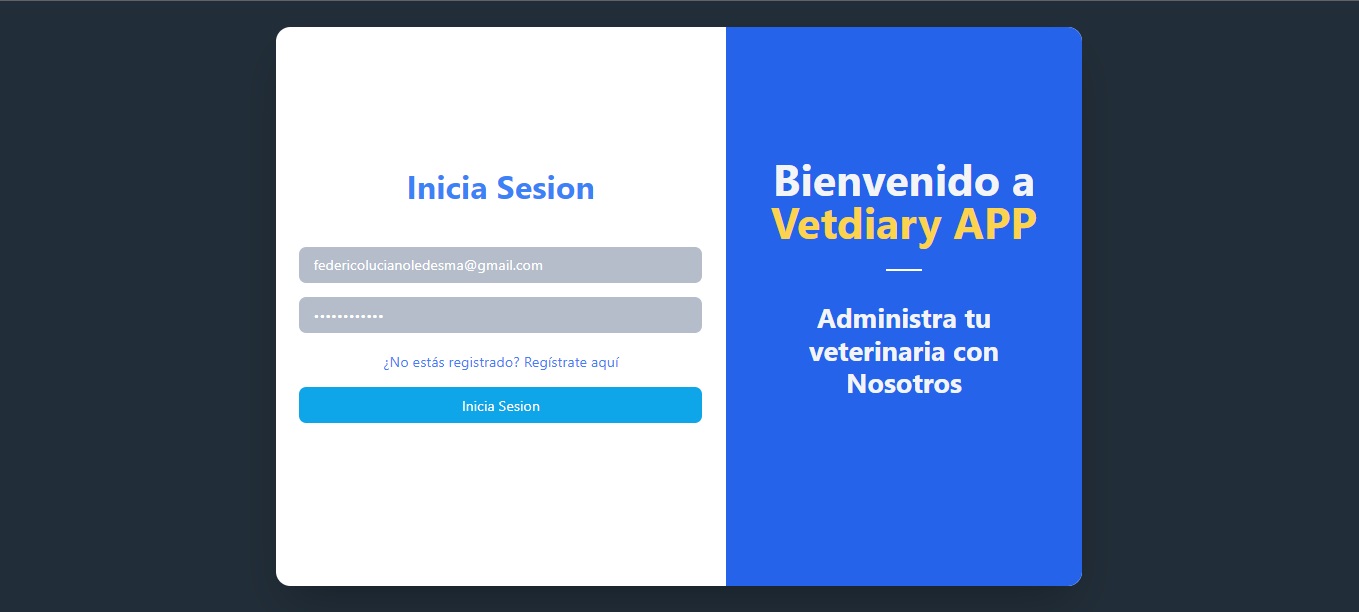 Inicia Sesion
federicolucianoledesma@gmail.com
••••••••••••
¿No estás registrado? Regístrate aquí
Inicia Sesion
Bienvenido a
Vetdiary APP
Administra tu
veterinaria con
Nosotros